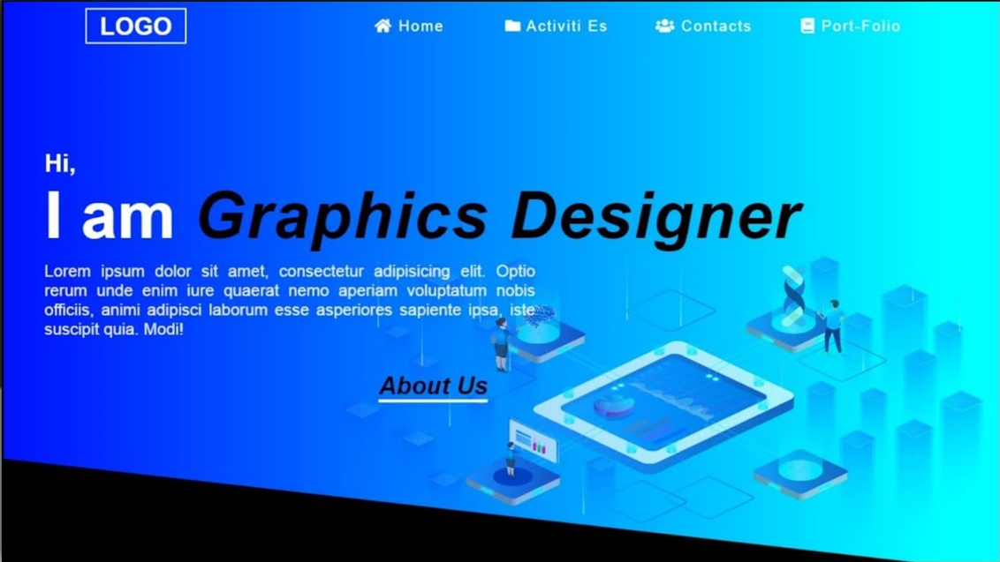 LOGO
Home
Activiti Es
Contacts
Port-Folio
Hi,
I am Graphics Designer
Lorem ipsum dolor sit amet, consectetur adipisicing elit. Optio
rerum unde enim iure quaerat nemo aperiam voluptatum nobis
officiis, animi adipisci laborum esse asperiores sapiente ipsa, iste
suscipit quia. Modi!
About Us